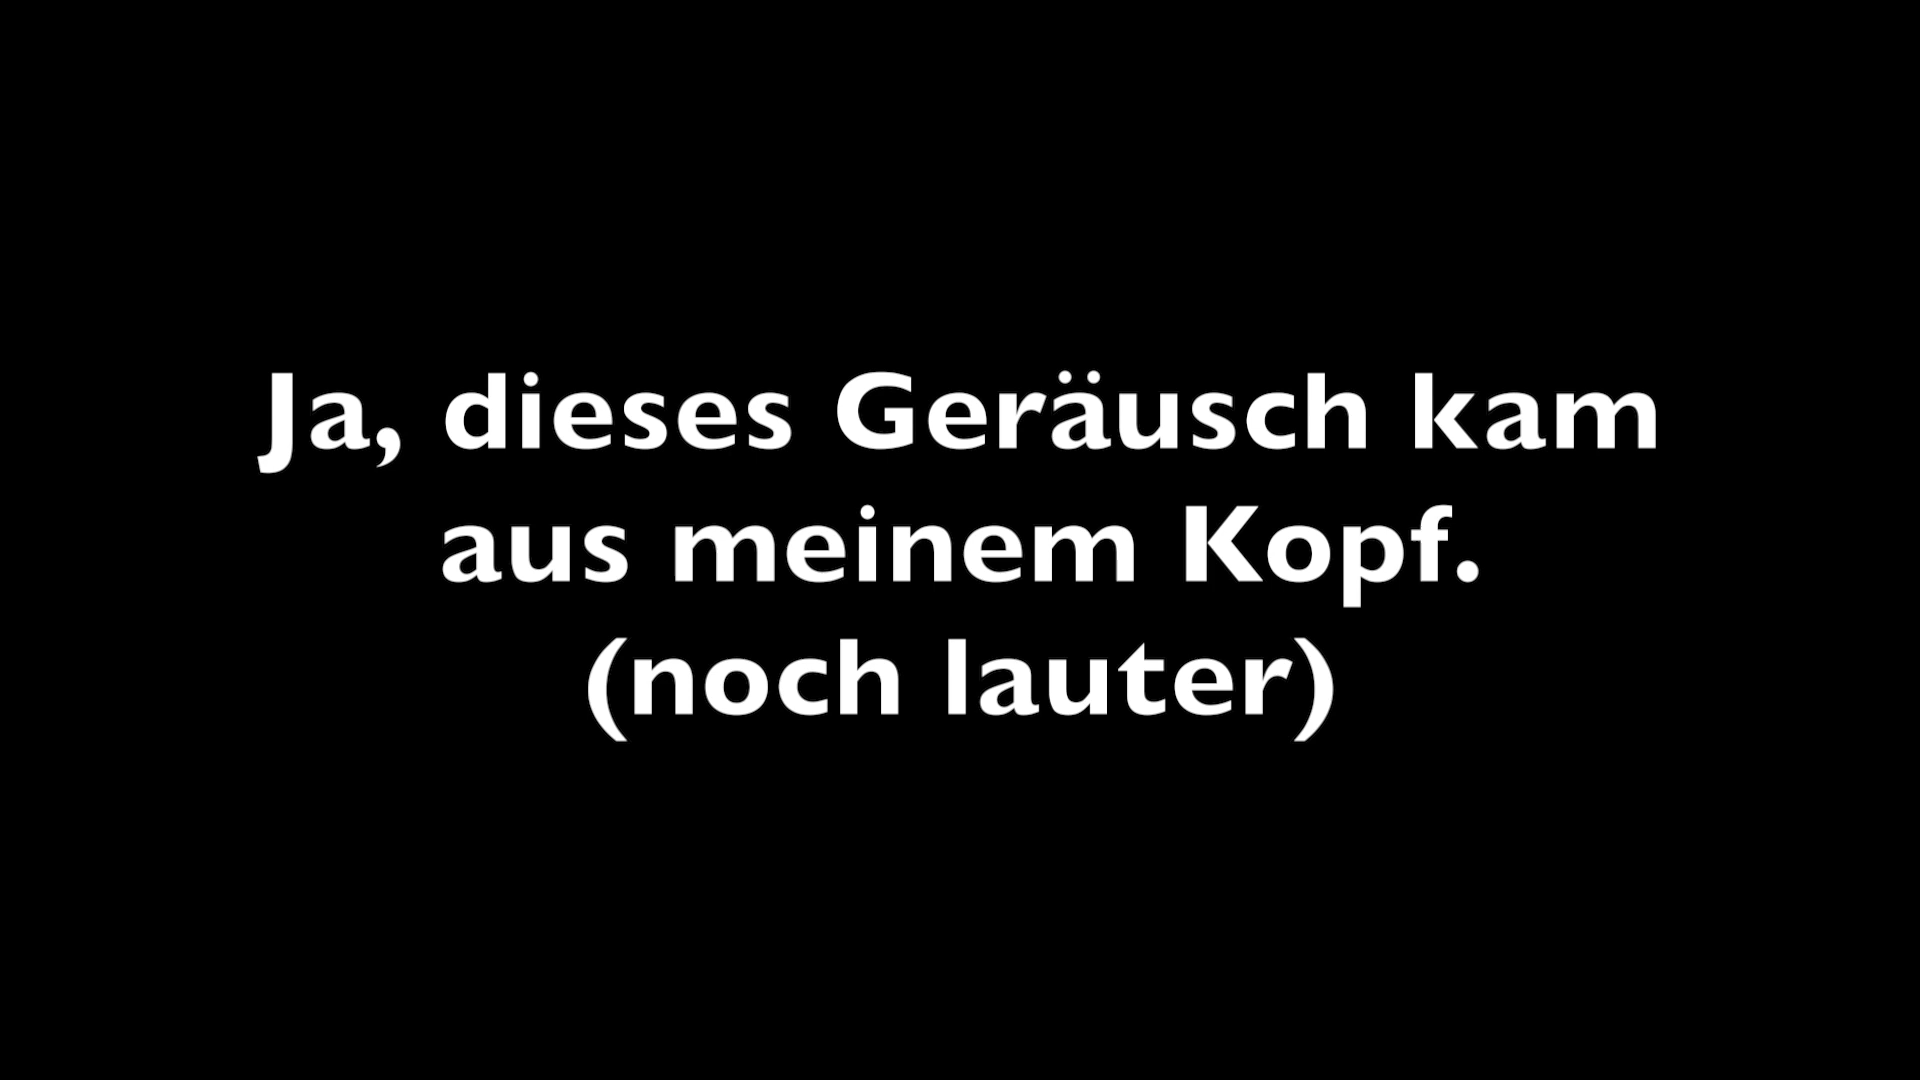 Ja, dieses Geräusch kam
aus meinem Kopf.
(noch lauter)